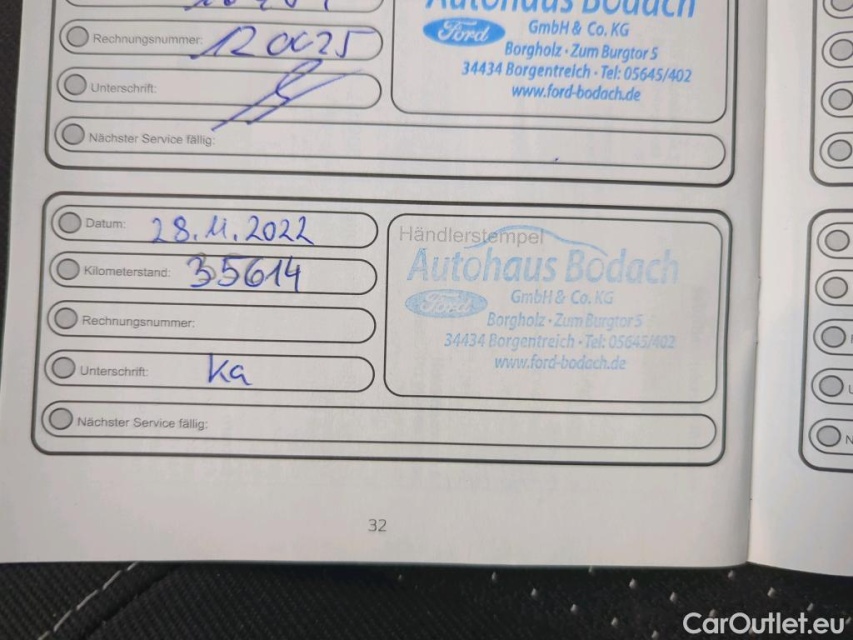 Autohaus Bodach
Ford
GmbH & Co. KG
Rechnungsnummer:
Borgholz · Zum Burgtor 5
34434 Borgentreich · Tel: 05645/402
Unterschrift:
www.ford-bodach.de
Nächster Service fällig:
Datum: 28.11.2022
Händlerstempel
Autohaus Bodach
Kilometerstand: 35614
Ford
GmbH & Co. KG
Rechnungsnummer:
Borgholz · Zum Burgtor 5
34434 Borgentreich · Tel: 05645/402
Unterschrift: Ka
www.ford-bodach.de
Nächster Service fällig:
32
CarOutlet.eu